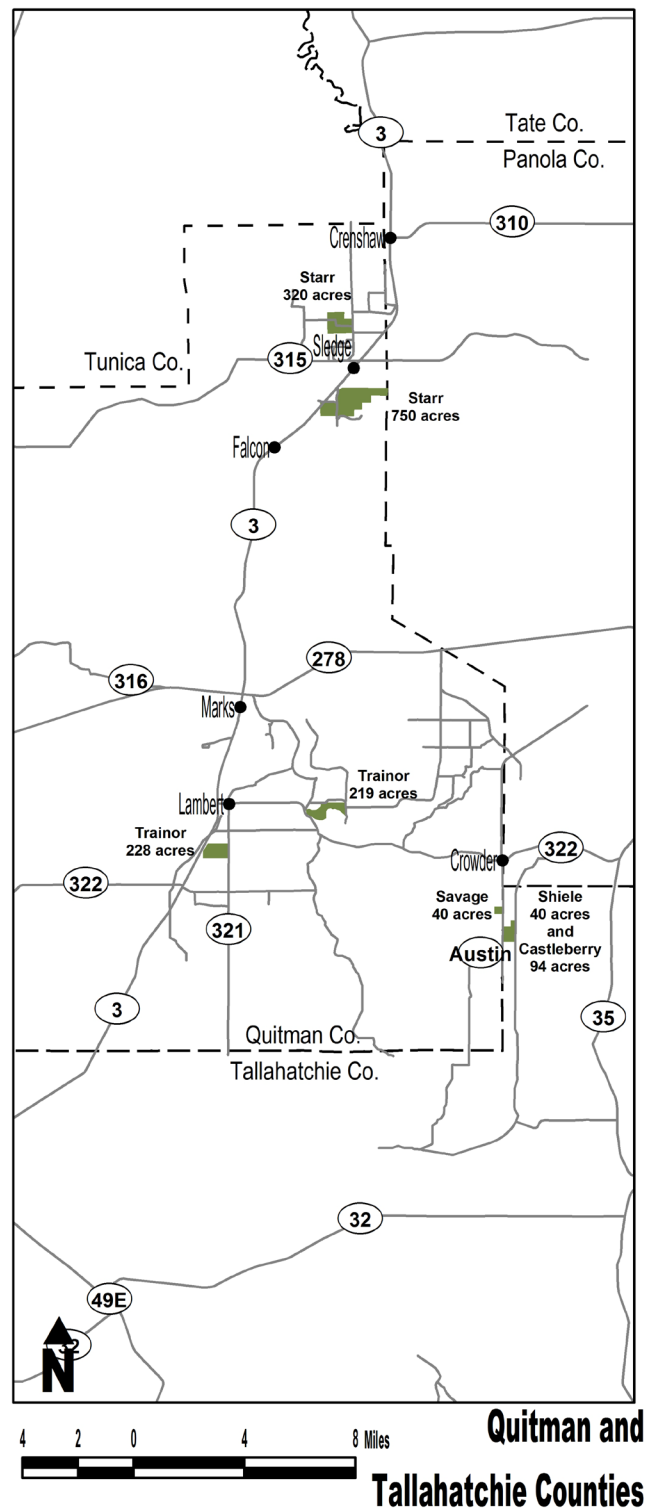 3
Tate Co.
Panola Co.
310
Crenshaw
Starr
320 acres
Sledge
315
Tunica Co.
Starr
750 acres
Falcon
3
278
316
Marks
Trainor
219 acres
Lambert
Trainor
228 acres
322
Crowder
322
Savage
40 acres
Shiele
40 acres
and
Castleberry
94 acres
321
Austin
3
35
Quitman Co.
Tallahatchie Co.
32
49E
32
N
4 2 0 4 8 Miles
Quitman and
Tallahatchie Counties